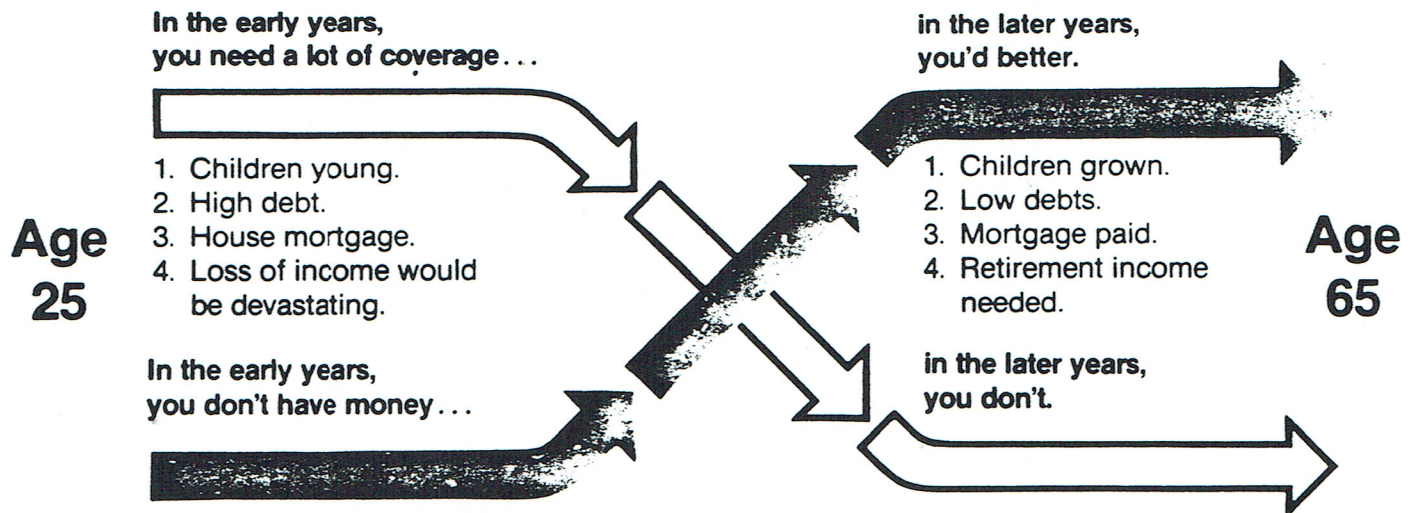 In the early years,
you need a lot of coverage...
in the later years,
you'd better.
1. Children young.
2. High debt.
3. House mortgage.
4. Loss of income would
be devastating.
1. Children grown.
2. Low debts.
3. Mortgage paid.
4. Retirement income
needed.
Age
25
Age
65
In the early years,
you don't have money...
in the later years,
you don't.